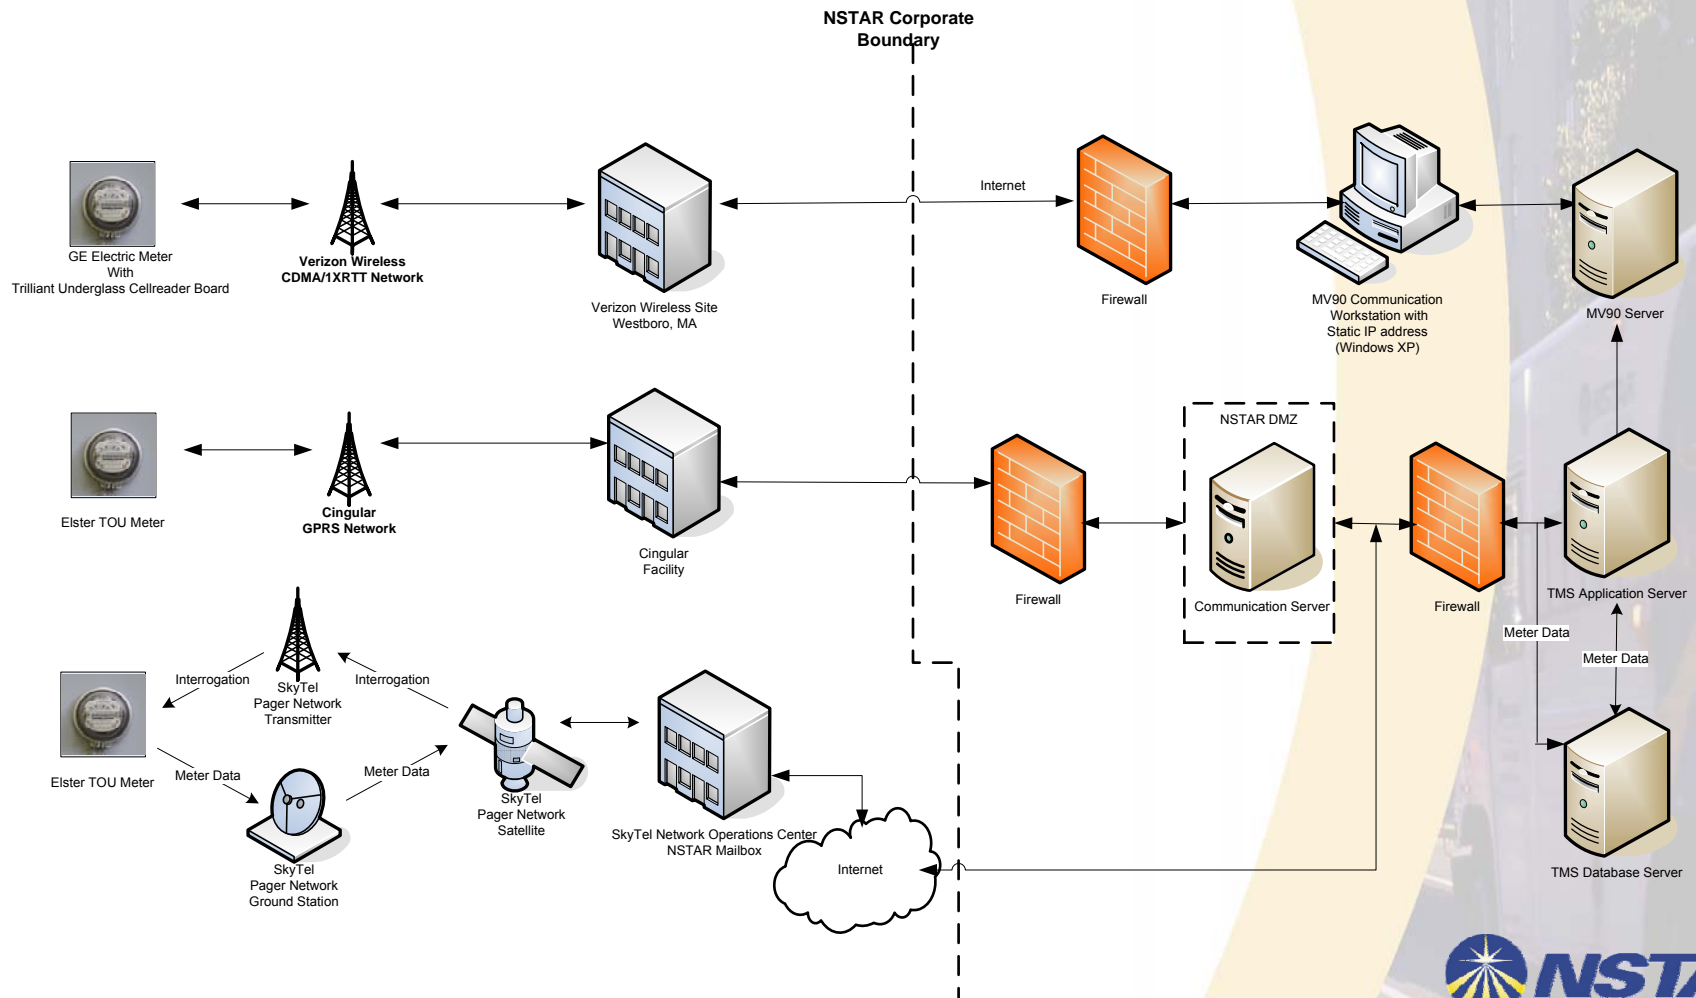 NSTAR Corporate
Boundary
Internet
GE Electric Meter
With
Trilliant Underglass Cellreader Board
Verizon Wireless
CDMA/1XRTT Network
Verizon Wireless Site
Westboro, MA
Firewall
MV90 Communication
Workstation with
Static IP address
(Windows XP)
MV90 Server
NSTAR DMZ
Elster TOU Meter
Cingular
GPRS Network
Cingular
Facility
Firewall
Communication Server
Firewall
TMS Application Server
Meter Data
Meter Data
Interrogation
Interrogation
SkyTel
Pager Network
Transmitter
Elster TOU Meter
Meter Data
Meter Data
SkyTel
Pager Network
Satellite
SkyTel Network Operations Center
NSTAR Mailbox
SkyTel
Pager Network
Ground Station
Internet
TMS Database Server
NSTA